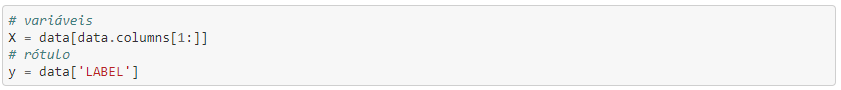 # variáveis
X = data[data.columns[1:]]
# rótulo
y = data['LABEL']